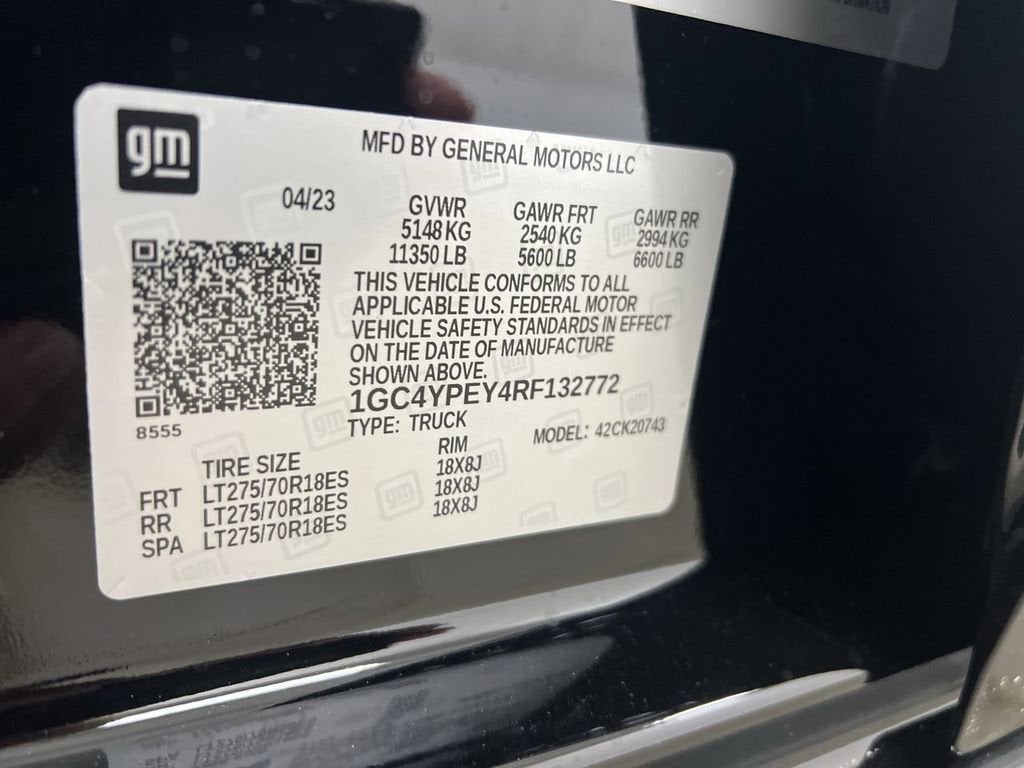 gm
MFD BY GENERAL MOTORS LLC
04/23 GVWR GAWR FRT GAWR RR
5148 KG 2540 KG 2994 KG
11350 LB 5600 LB 6600 LB
THIS VEHICLE CONFORMS TO ALL
APPLICABLE U.S. FEDERAL MOTOR
VEHICLE SAFETY STANDARDS IN EFFECT
ON THE DATE OF MANUFACTURE
SHOWN ABOVE.
1GC4YPEY4RF132772
8555
TYPE: TRUCK MODEL: 42CK20743
TIRE SIZE RIM
FRT LT275/70R18ES 18X8J
RR LT275/70R18ES 18X8J
SPA LT275/70R18ES 18X8J